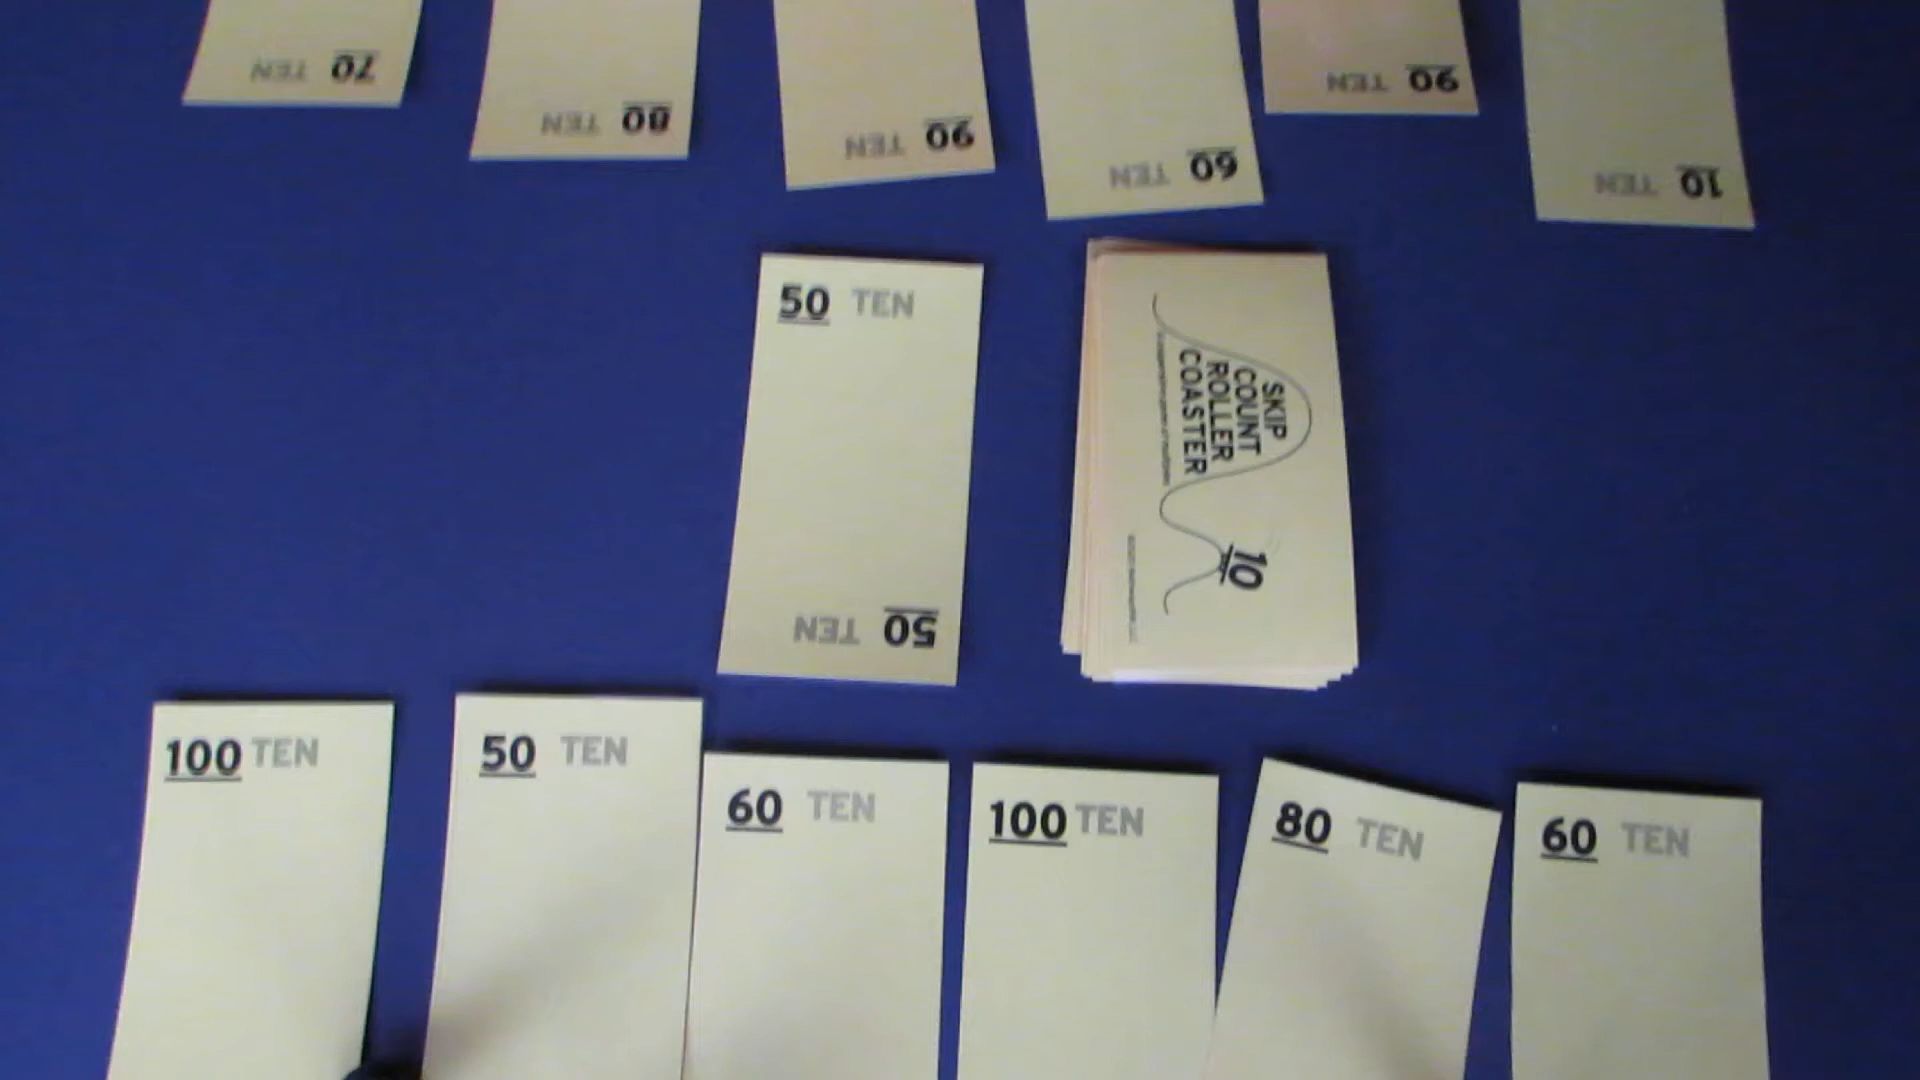 70 TEN
80 TEN
90 TEN
60 TEN
90 TEN
10 TEN
50 TEN
50 TEN
SKIP
COUNT
ROLLER
COASTER
10
100 TEN
50 TEN
60 TEN
100 TEN
80 TEN
60 TEN